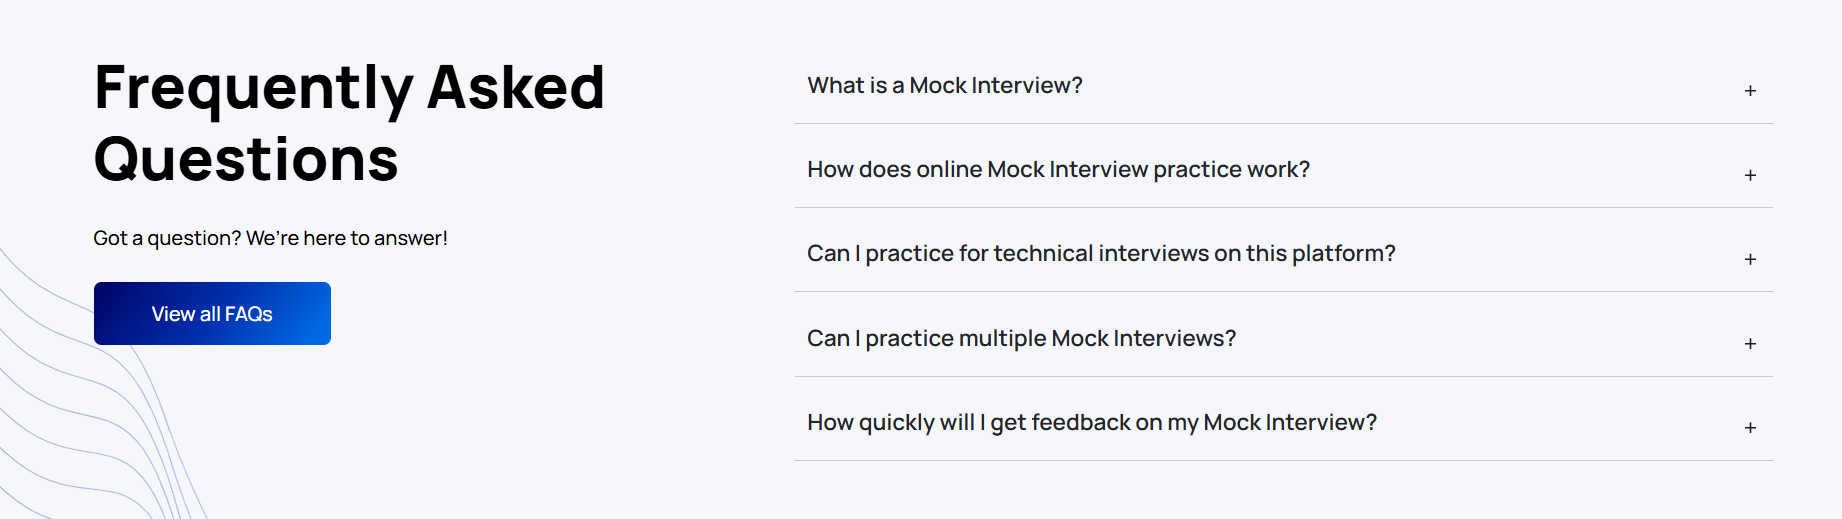 Frequently Asked
Questions
Got a question? We're here to answer!
View all FAQs
What is a Mock Interview?
+
How does online Mock Interview practice work?
+
Can I practice for technical interviews on this platform?
+
Can I practice multiple Mock Interviews?
+
How quickly will I get feedback on my Mock Interview?
+